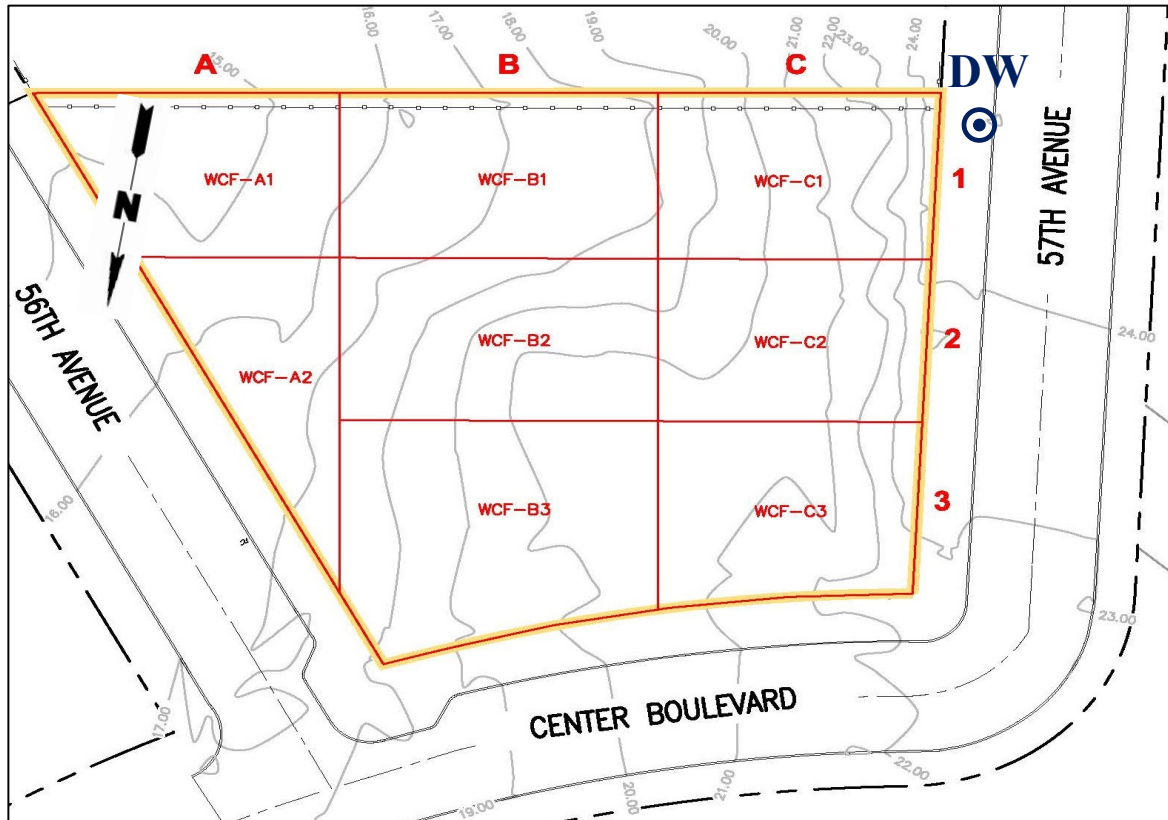 16.00
17.00
18.00
19.00
20.00
21.00
22.00
23.00
24.00
15.00
A
B
C
DW
N
WCF-A1
WCF-B1
WCF-C1
1
57TH AVENUE
56TH AVENUE
WCF-A2
WCF-B2
WCF-C2
2
24.00
16.00
WCF-B3
WCF-C3
3
23.00
17.00
CENTER BOULEVARD
19.00
20.00
21.00
22.00